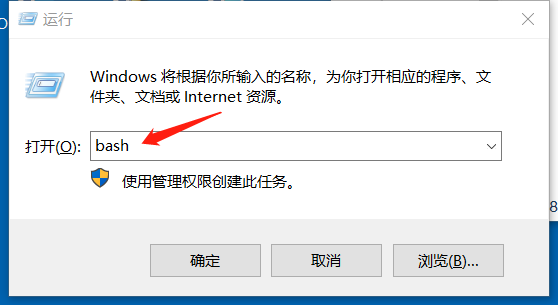 运行
Windows 将根据你所输入的名称，为你打开相应的程序、文
件夹、文档或 Internet 资源。
打开(O): bash
使用管理权限创建此任务。
确定 取消 浏览(B)...